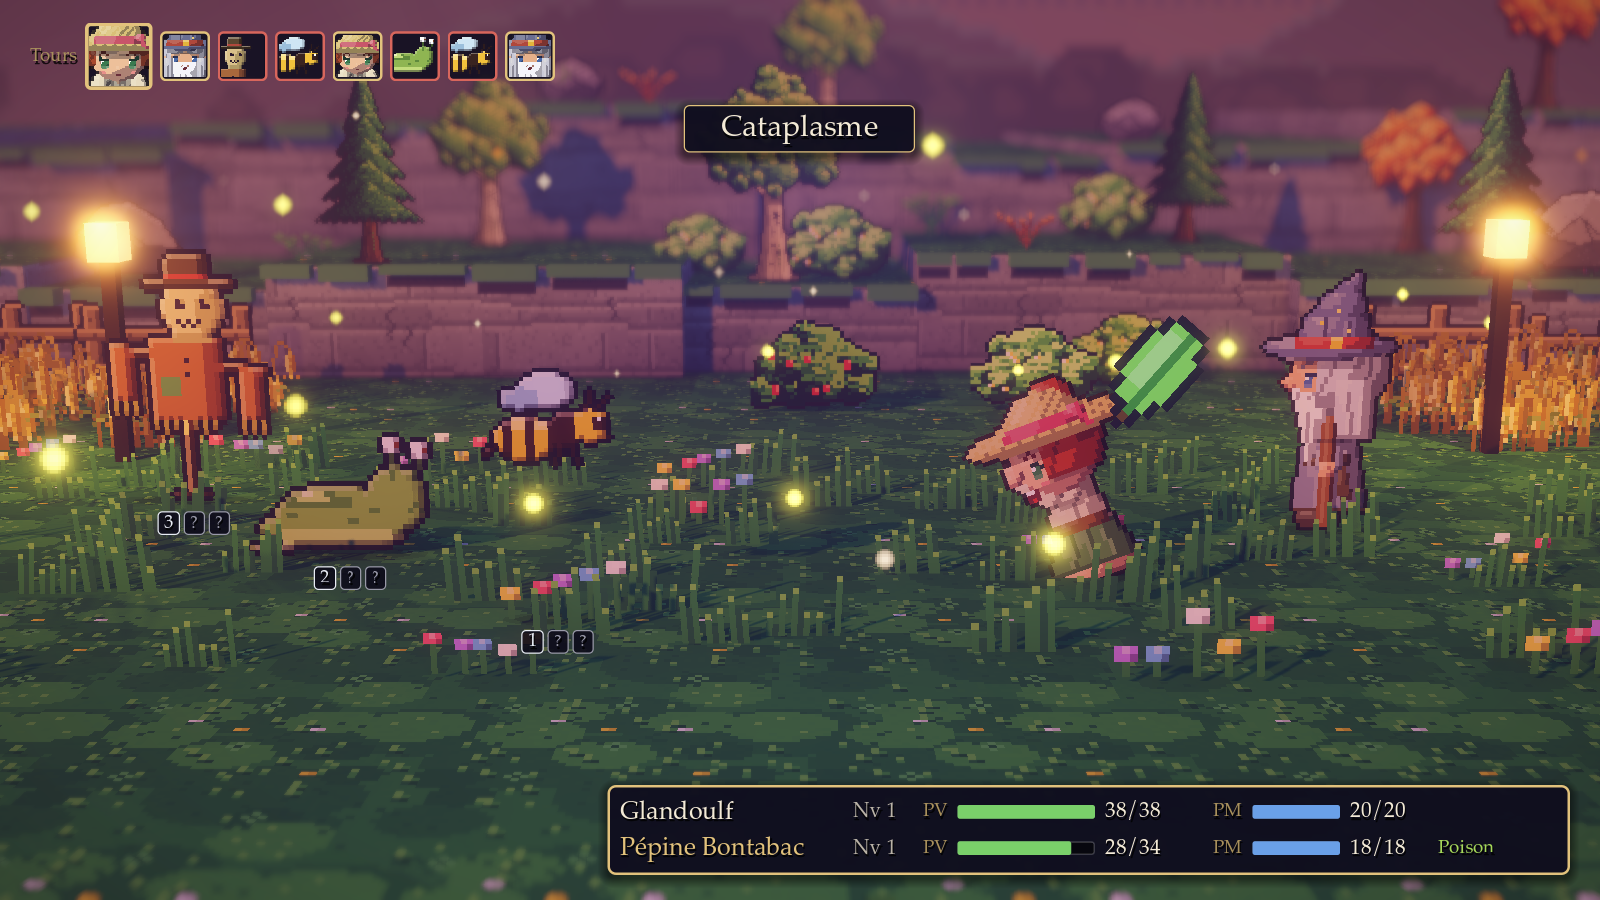 Tours
Cataplasme
3 ? ?
2 ? ?
1 ? ?
Glandoulf Nv 1 PV 38/38 PM 20/20
Pépine Bontabac Nv 1 PV 28/34 PM 18/18 Poison